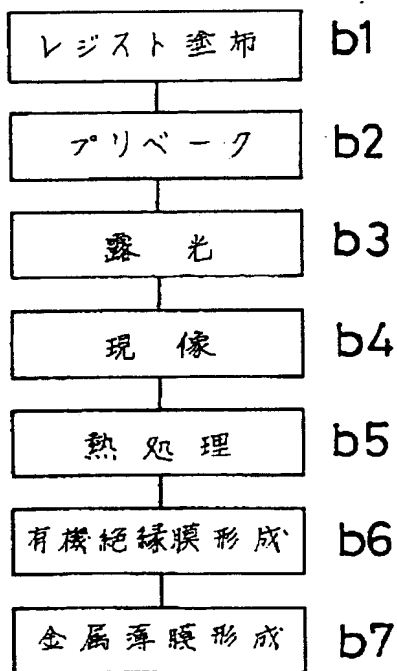 レジスト塗布 b1
プリベーク b2
露光 b3
現像 b4
熱処理 b5
有機絶縁膜形成 b6
金属薄膜形成 b7